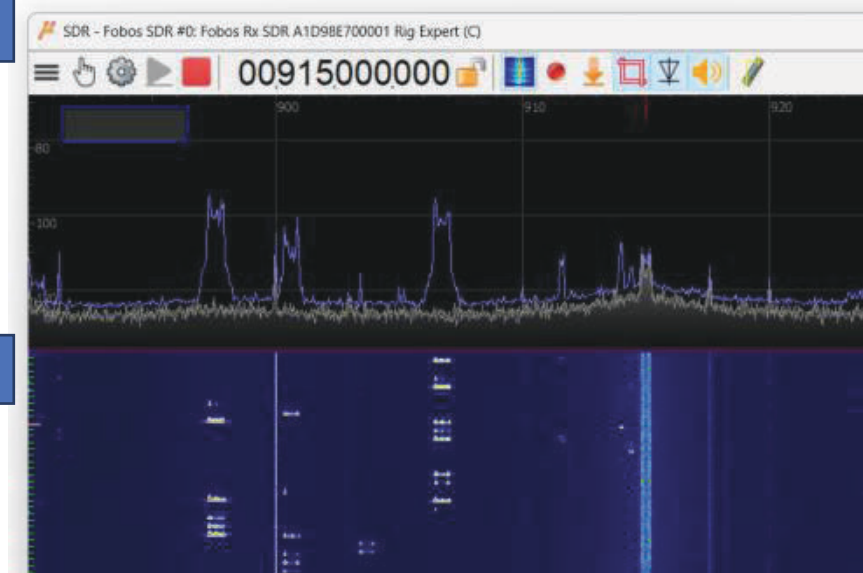 SDR - Fobos SDR #0: Fobos Rx SDR A1D98E700001 Rig Expert (C)
00915000000
900 910 920
-80
-100